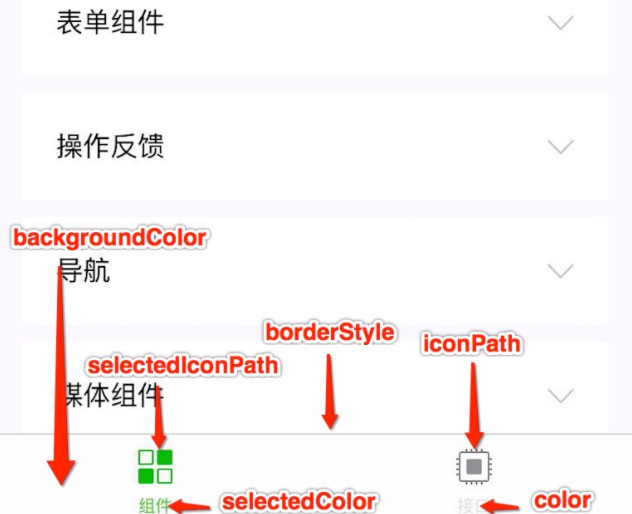 表单组件
操作反馈
backgroundColor
导航
borderStyle
iconPath
selectedIconPath
媒体组件
组件
selectedColor
接口
color